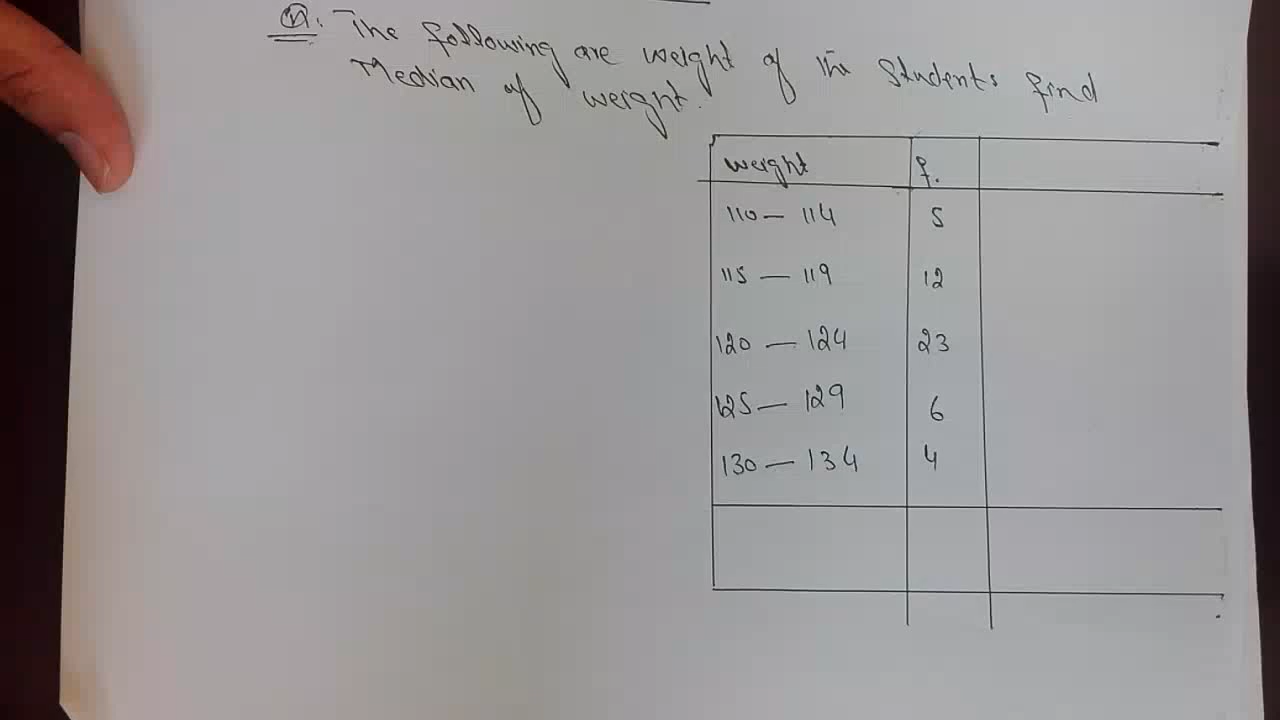 Q. The following are weight of the students find
Median of weight.
weight f.
110 — 114 5
115 — 119 12
120 — 124 23
125 — 129 6
130 — 134 4